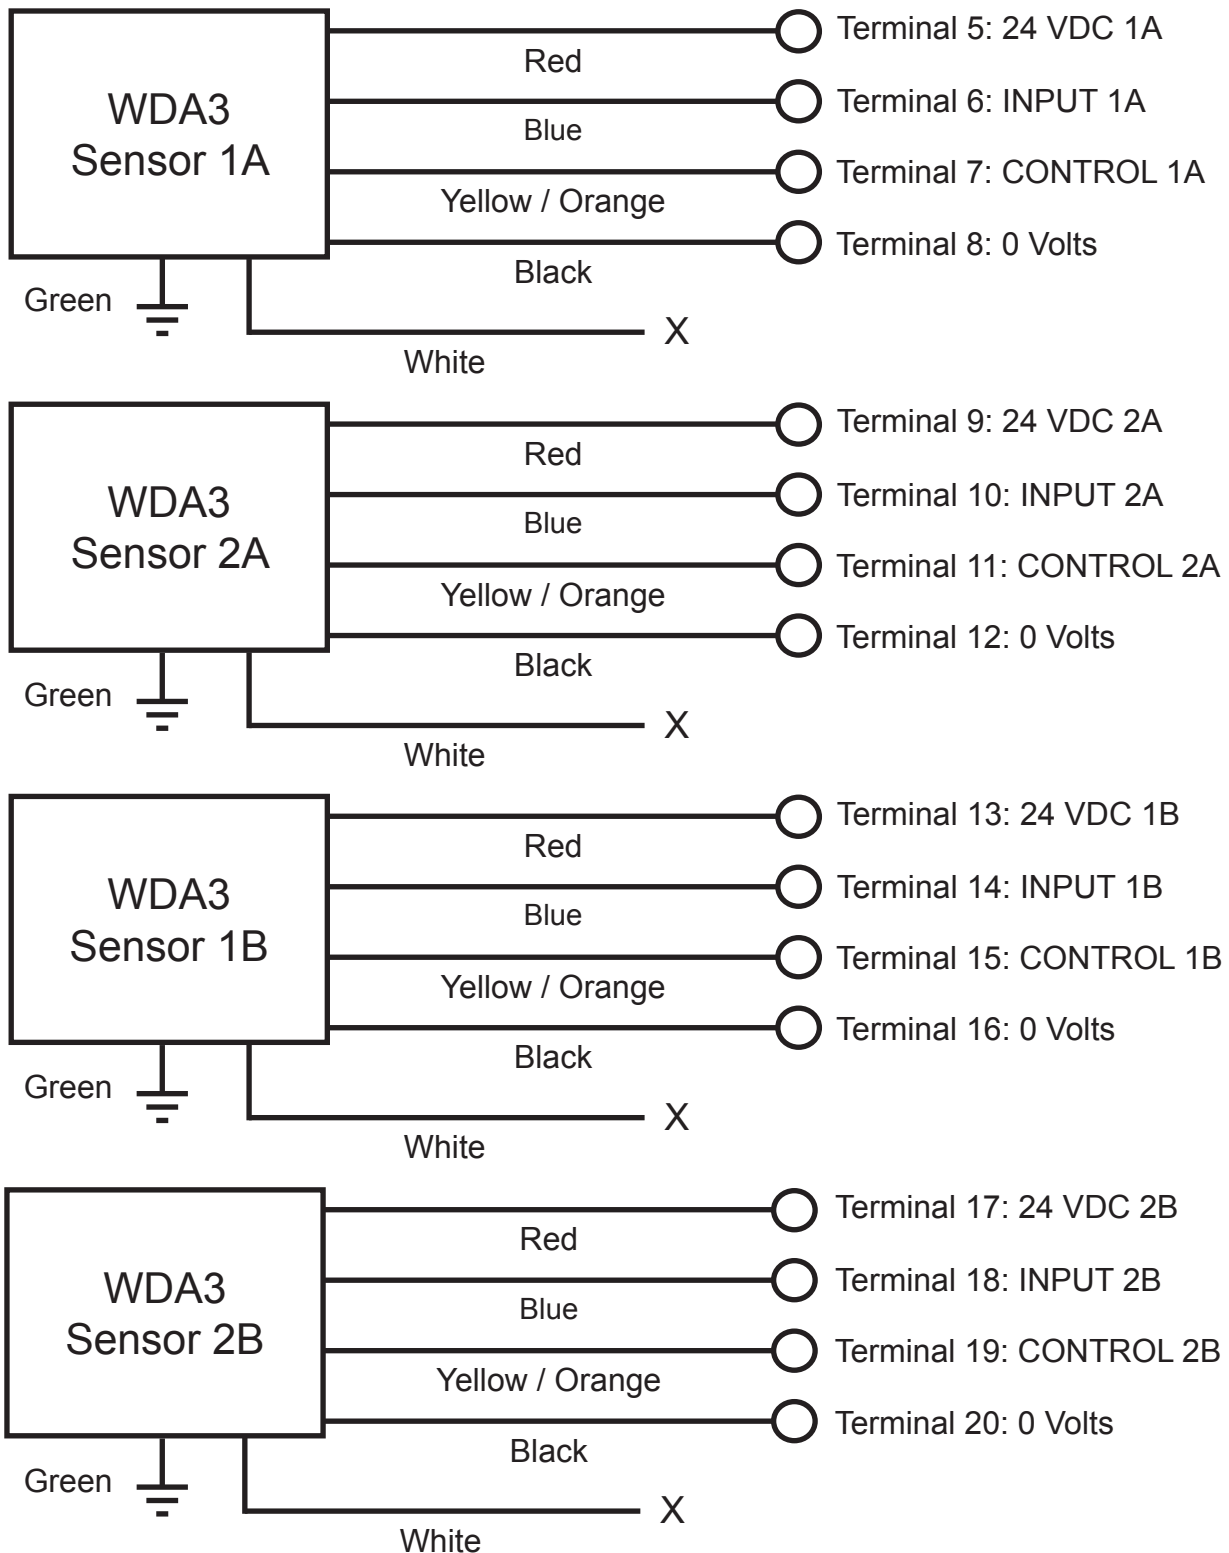 WDA3
Sensor 1A
Terminal 5: 24 VDC 1A
Red
Terminal 6: INPUT 1A
Blue
Terminal 7: CONTROL 1A
Yellow / Orange
Terminal 8: 0 Volts
Black
Green
X
White
WDA3
Sensor 2A
Terminal 9: 24 VDC 2A
Red
Terminal 10: INPUT 2A
Blue
Terminal 11: CONTROL 2A
Yellow / Orange
Terminal 12: 0 Volts
Black
Green
X
White
WDA3
Sensor 1B
Terminal 13: 24 VDC 1B
Red
Terminal 14: INPUT 1B
Blue
Terminal 15: CONTROL 1B
Yellow / Orange
Terminal 16: 0 Volts
Black
Green
X
White
WDA3
Sensor 2B
Terminal 17: 24 VDC 2B
Red
Terminal 18: INPUT 2B
Blue
Terminal 19: CONTROL 2B
Yellow / Orange
Terminal 20: 0 Volts
Black
Green
X
White